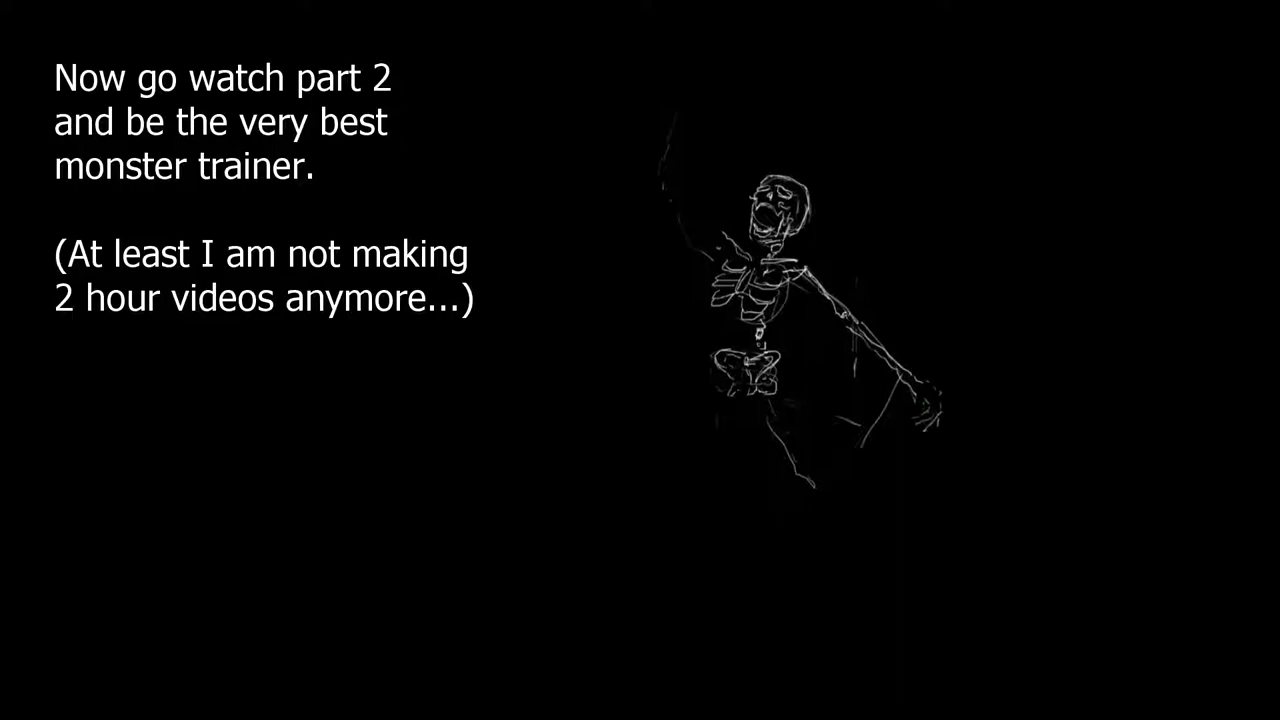 Now go watch part 2
and be the very best
monster trainer.
(At least I am not making
2 hour videos anymore...)